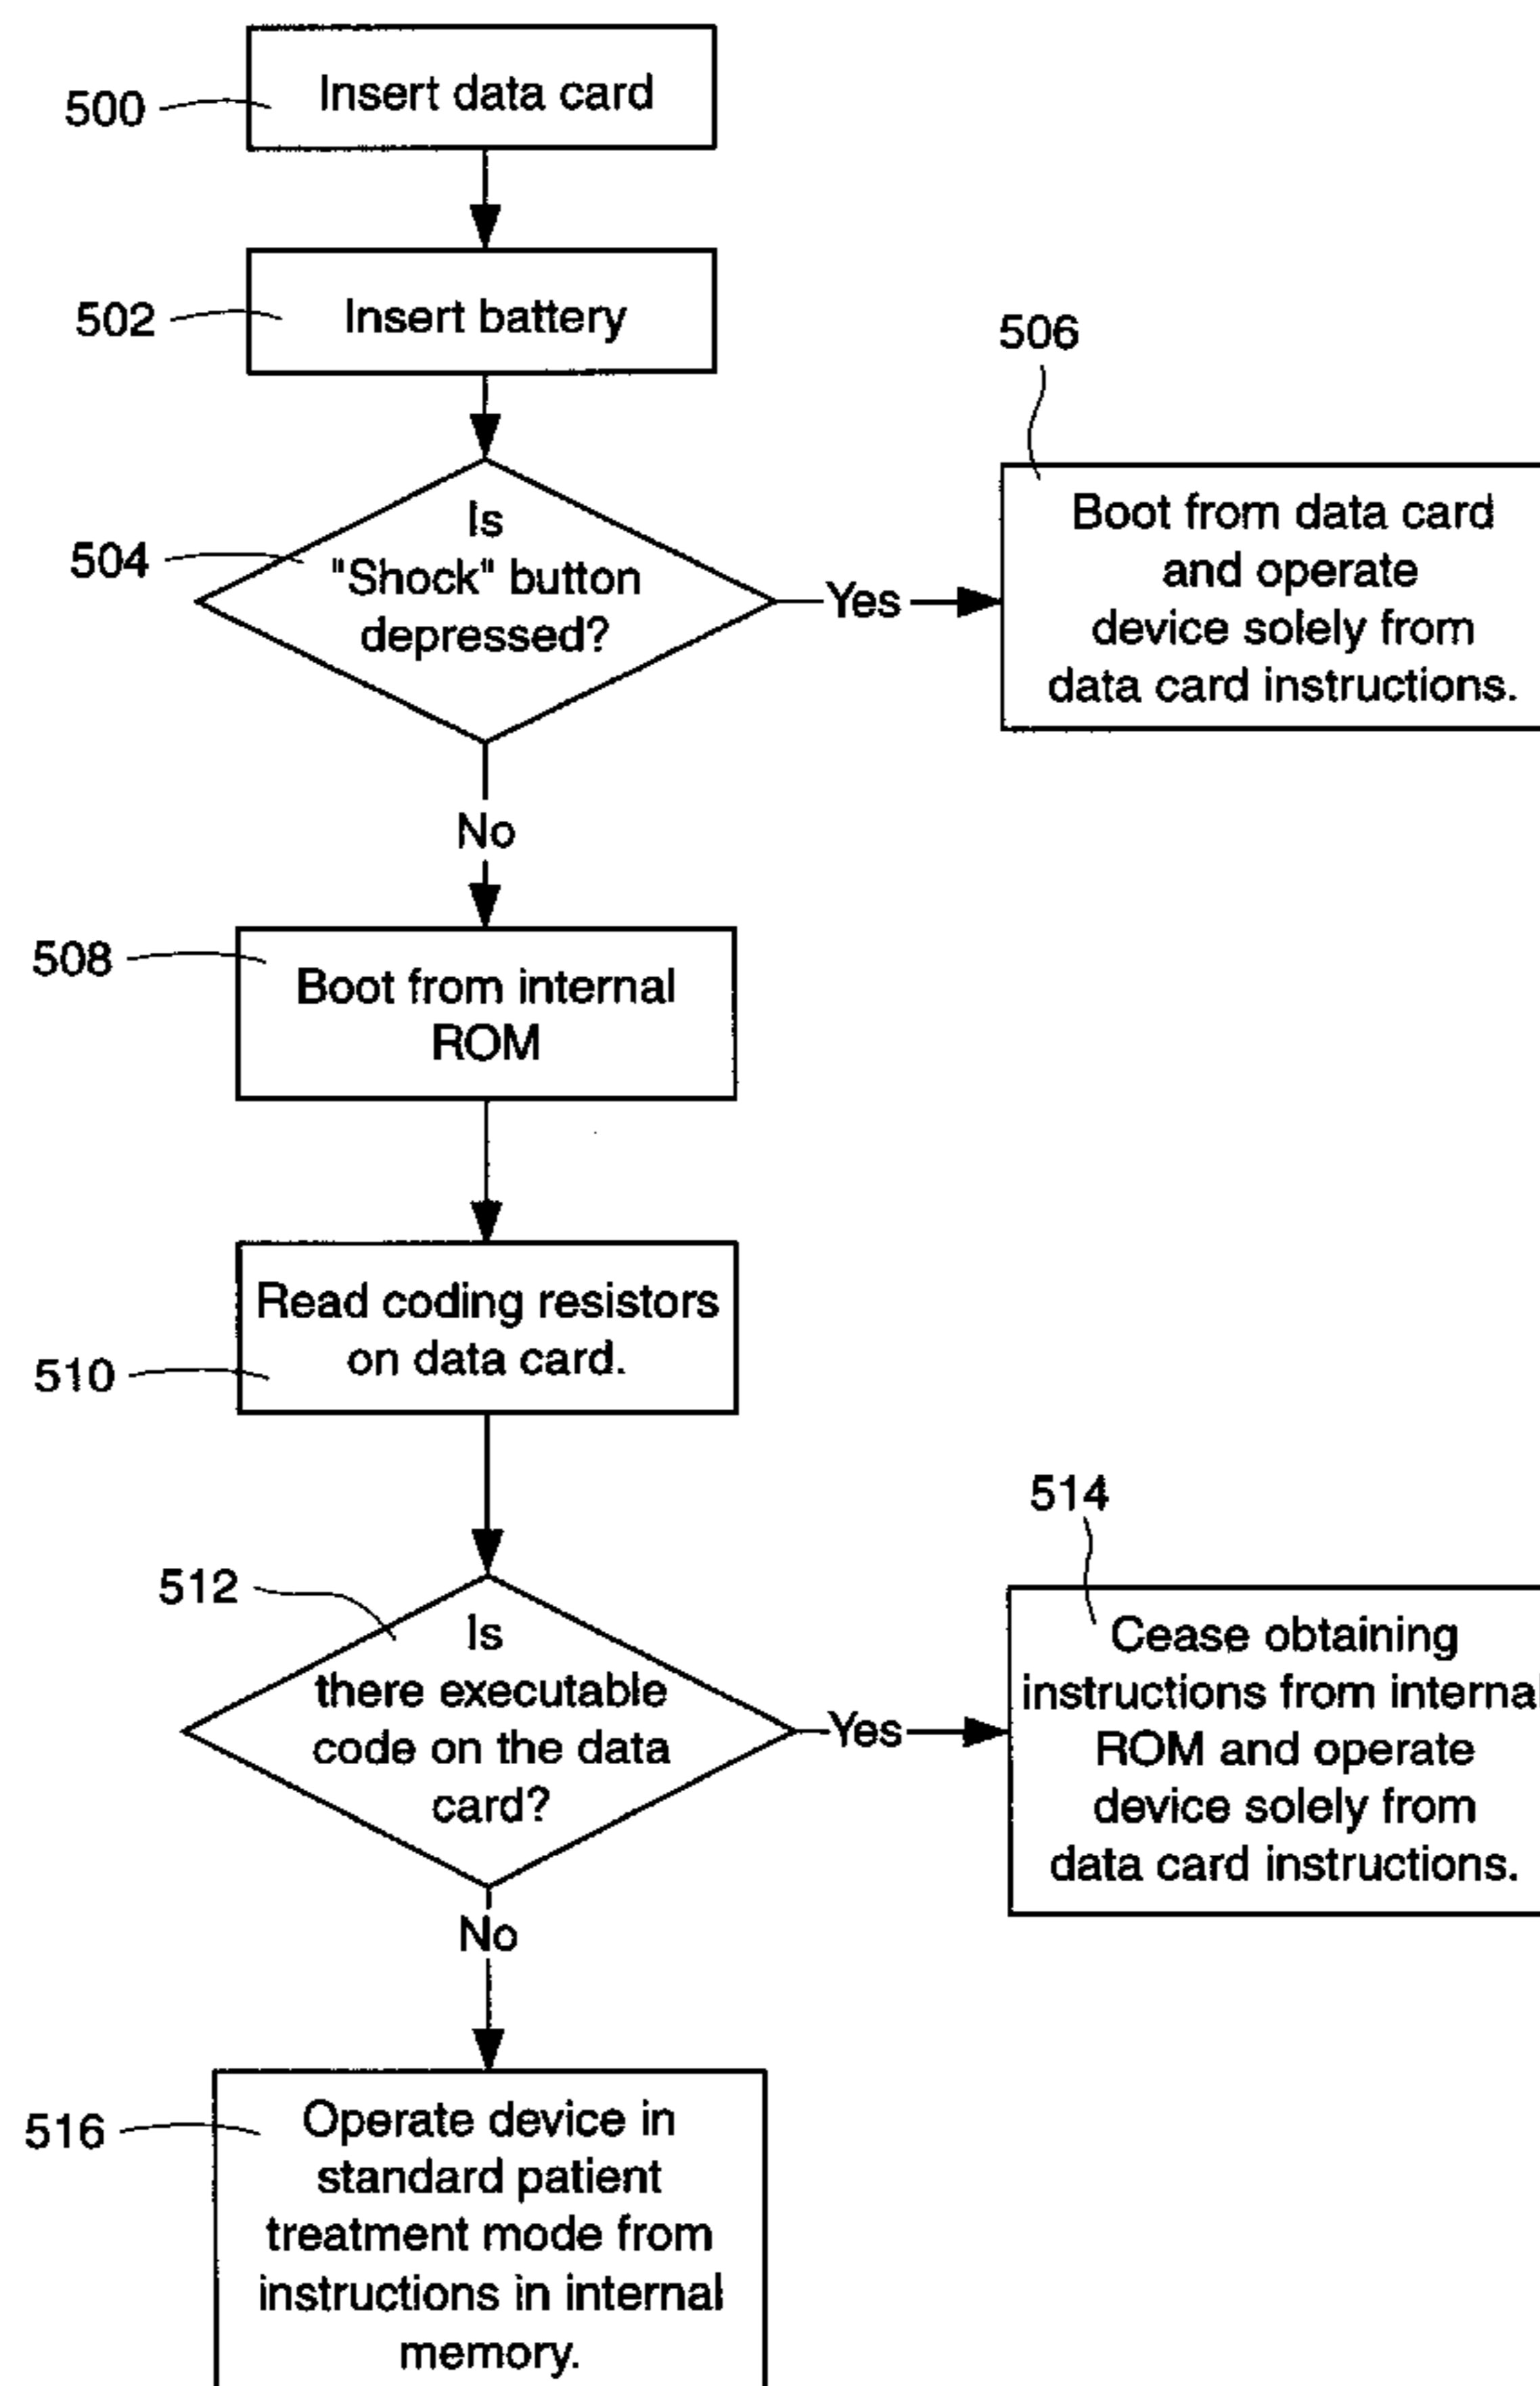 500
Insert data card
502
Insert battery
504
Is
"Shock" button
depressed?
Yes
506
Boot from data card
and operate
device solely from
data card instructions.
No
508
Boot from internal
ROM
510
Read coding resistors
on data card.
512
Is
there executable
code on the data
card?
Yes
514
Cease obtaining
instructions from internal
ROM and operate
device solely from
data card instructions.
No
516
Operate device in
standard patient
treatment mode from
instructions in internal
memory.